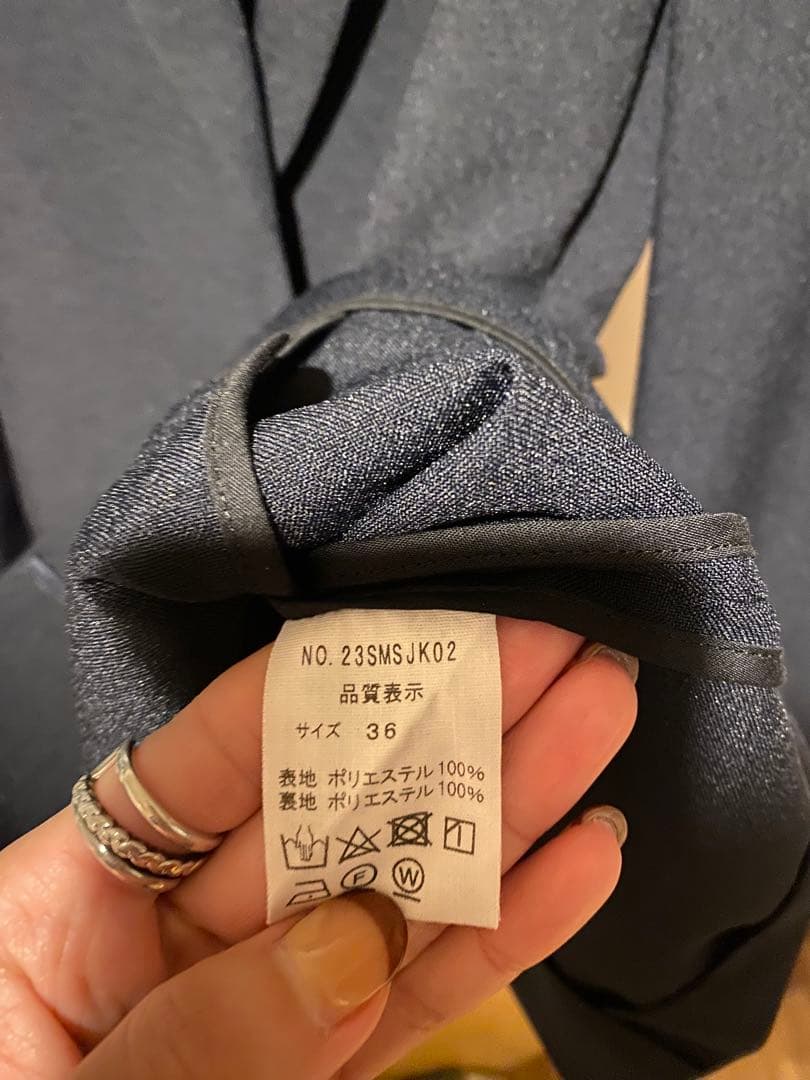 NO. 23SMSJK02
品質表示
サイズ 36
表地 ポリエステル100%
裏地 ポリエステル100%
F W